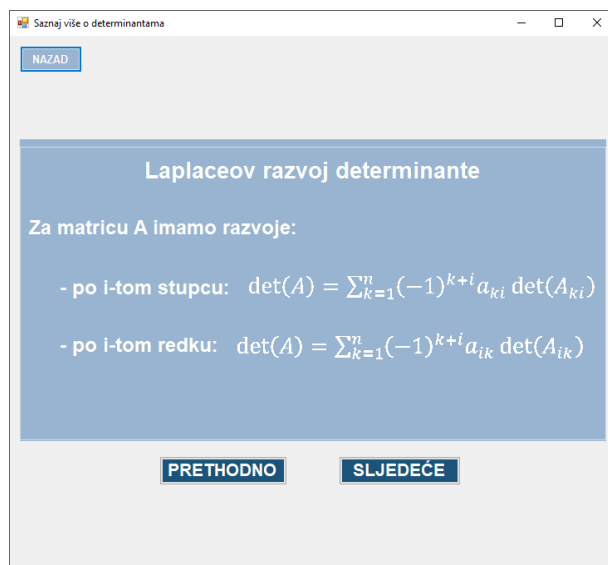 Saznaj više o determinantama
NAZAD
Laplaceov razvoj determinante
Za matricu A imamo razvoje:
- po i-tom stupcu: det(A) = ∑ₖ₌₁ⁿ(−1)ᵏ⁺ⁱaₖᵢ det(Aₖᵢ)
- po i-tom redku: det(A) = ∑ₖ₌₁ⁿ(−1)ᵏ⁺ⁱaᵢₖ det(Aᵢₖ)
PRETHODNO SLJEDEĆE